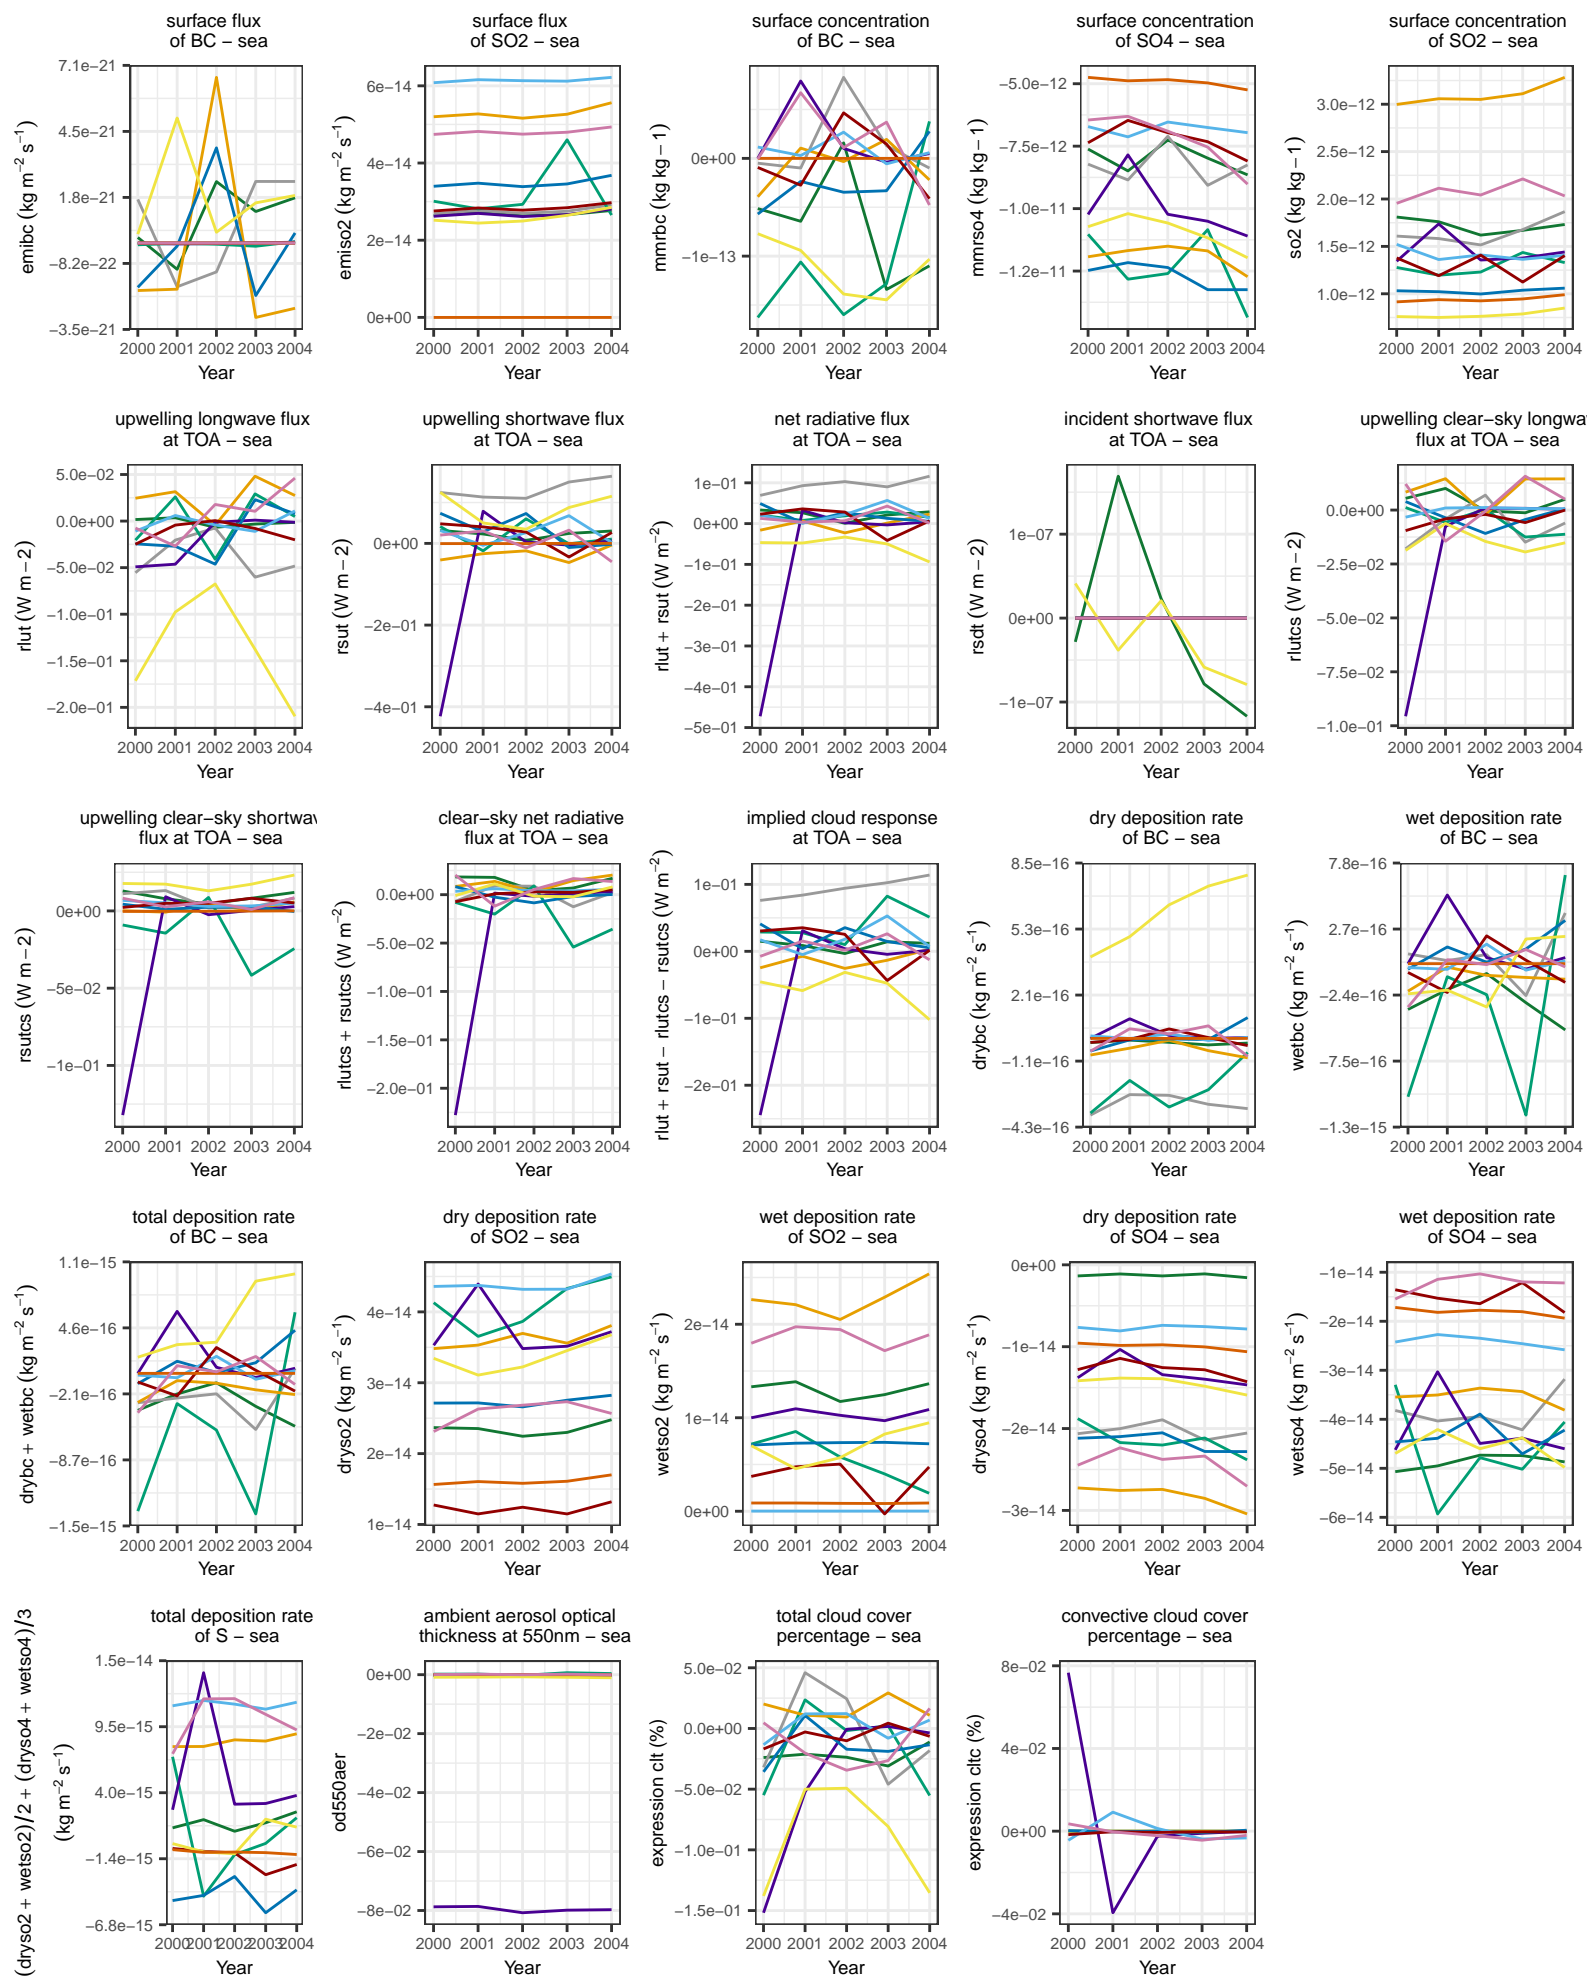 surface flux
of BC − sea
surface flux
of SO2 − sea
surface concentration
of BC − sea
surface concentration
of SO4 − sea
surface concentration
of SO2 − sea
emibc (kg m−2 s−1)
7.1e−21
4.5e−21
1.8e−21
−8.2e−22
−3.5e−21
2000 2001 2002 2003 2004
Year
emiso2 (kg m−2 s−1)
6e−14
4e−14
2e−14
0e+00
2000 2001 2002 2003 2004
Year
mmrbc (kg kg − 1)
0e+00
−1e−13
2000 2001 2002 2003 2004
Year
mmrso4 (kg kg − 1)
−5.0e−12
−7.5e−12
−1.0e−11
−1.2e−11
2000 2001 2002 2003 2004
Year
so2 (kg kg − 1)
3.0e−12
2.5e−12
2.0e−12
1.5e−12
1.0e−12
2000 2001 2002 2003 2004
Year
upwelling longwave flux
at TOA − sea
upwelling shortwave flux
at TOA − sea
net radiative flux
at TOA − sea
incident shortwave flux
at TOA − sea
upwelling clear−sky longwa
flux at TOA − sea
rlut (W m − 2)
5.0e−02
0.0e+00
−5.0e−02
−1.0e−01
−1.5e−01
−2.0e−01
2000 2001 2002 2003 2004
Year
rsut (W m − 2)
0e+00
−2e−01
−4e−01
2000 2001 2002 2003 2004
Year
rlut + rsut (W m−2)
1e−01
0e+00
−1e−01
−2e−01
−3e−01
−4e−01
−5e−01
2000 2001 2002 2003 2004
Year
rsdt (W m − 2)
1e−07
0e+00
−1e−07
2000 2001 2002 2003 2004
Year
rlutcs (W m − 2)
0.0e+00
−2.5e−02
−5.0e−02
−7.5e−02
−1.0e−01
2000 2001 2002 2003 2004
Year
upwelling clear−sky shortwav
flux at TOA − sea
clear−sky net radiative
flux at TOA − sea
implied cloud response
at TOA − sea
dry deposition rate
of BC − sea
wet deposition rate
of BC − sea
rsutcs (W m − 2)
0e+00
−5e−02
−1e−01
2000 2001 2002 2003 2004
Year
rlutcs + rsutcs (W m−2)
0.0e+00
−5.0e−02
−1.0e−01
−1.5e−01
−2.0e−01
2000 2001 2002 2003 2004
Year
rlut + rsut − rlutcs − rsutcs (W m−2)
1e−01
0e+00
−1e−01
−2e−01
2000 2001 2002 2003 2004
Year
drybc (kg m−2 s−1)
8.5e−16
5.3e−16
2.1e−16
−1.1e−16
−4.3e−16
2000 2001 2002 2003 2004
Year
wetbc (kg m−2 s−1)
7.8e−16
2.7e−16
−2.4e−16
−7.5e−16
−1.3e−15
2000 2001 2002 2003 2004
Year
total deposition rate
of BC − sea
dry deposition rate
of SO2 − sea
wet deposition rate
of SO2 − sea
dry deposition rate
of SO4 − sea
wet deposition rate
of SO4 − sea
drybc + wetbc (kg m−2 s−1)
1.1e−15
4.6e−16
−2.1e−16
−8.7e−16
−1.5e−15
2000 2001 2002 2003 2004
Year
dryso2 (kg m−2 s−1)
4e−14
3e−14
2e−14
1e−14
2000 2001 2002 2003 2004
Year
wetso2 (kg m−2 s−1)
2e−14
1e−14
0e+00
2000 2001 2002 2003 2004
Year
dryso4 (kg m−2 s−1)
0e+00
−1e−14
−2e−14
−3e−14
2000 2001 2002 2003 2004
Year
wetso4 (kg m−2 s−1)
−1e−14
−2e−14
−3e−14
−4e−14
−5e−14
−6e−14
2000 2001 2002 2003 2004
Year
total deposition rate
of S − sea
ambient aerosol optical
thickness at 550nm − sea
total cloud cover
percentage − sea
convective cloud cover
percentage − sea
(dryso2 + wetso2)/2 + (dryso4 + wetso4)/3
(kg m−2 s−1)
1.5e−14
9.5e−15
4.0e−15
−1.4e−15
−6.8e−15
2000 2001 2002 2003 2004
Year
od550aer
0e+00
−2e−02
−4e−02
−6e−02
−8e−02
2000 2001 2002 2003 2004
Year
expression clt (%)
5.0e−02
0.0e+00
−5.0e−02
−1.0e−01
−1.5e−01
2000 2001 2002 2003 2004
Year
expression cltc (%)
8e−02
4e−02
0e+00
−4e−02
2000 2001 2002 2003 2004
Year